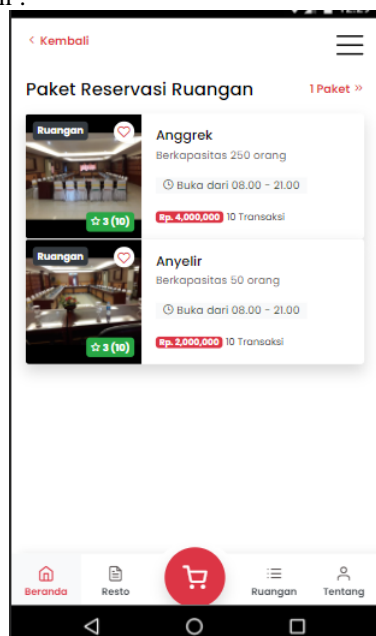 < Kembali
Paket Reservasi Ruangan
1 Paket »
Ruangan
Anggrek
Berkapasitas 250 orang
Buka dari 08.00 - 21.00
☆ 3 (10)
Rp. 4,000,000 10 Transaksi
Ruangan
Anyelir
Berkapasitas 50 orang
Buka dari 08.00 - 21.00
☆ 3 (10)
Rp. 2,000,000 10 Transaksi
Beranda
Resto
Ruangan
Tentang